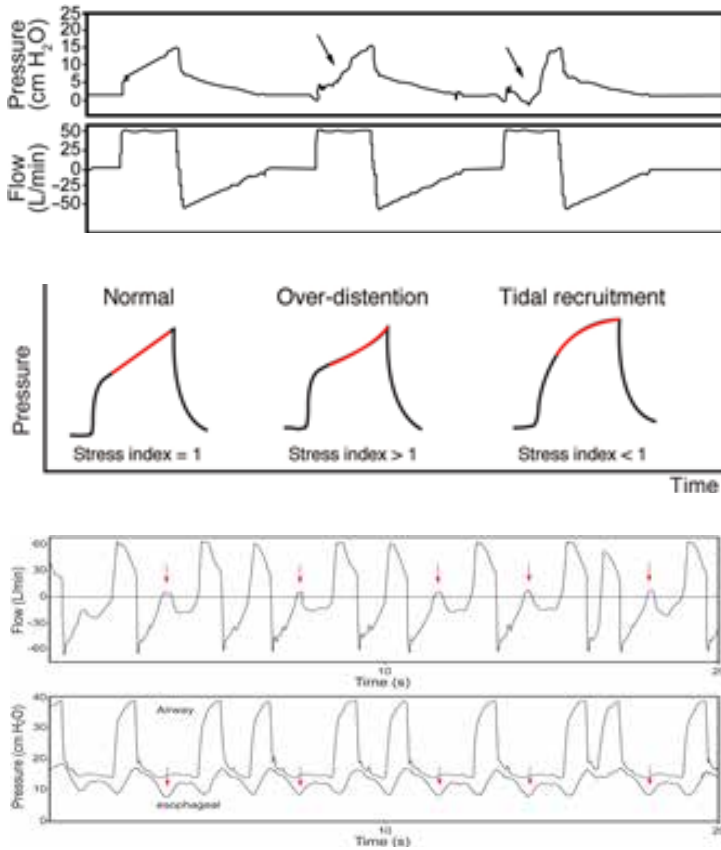 Pressure
(cm H₂O)
25
20
15
10
5
0
Flow
(L/min)
50
25
0
−25
−50
Normal
Over-distention
Tidal recruitment
Pressure
Stress index = 1
Stress index > 1
Stress index < 1
Time
Flow (L/min)
60
30
0
-30
-60
10
20
Time (s)
Pressure (cm H₂O)
40
30
20
10
0
Airway
esophageal
10
20
Time (s)